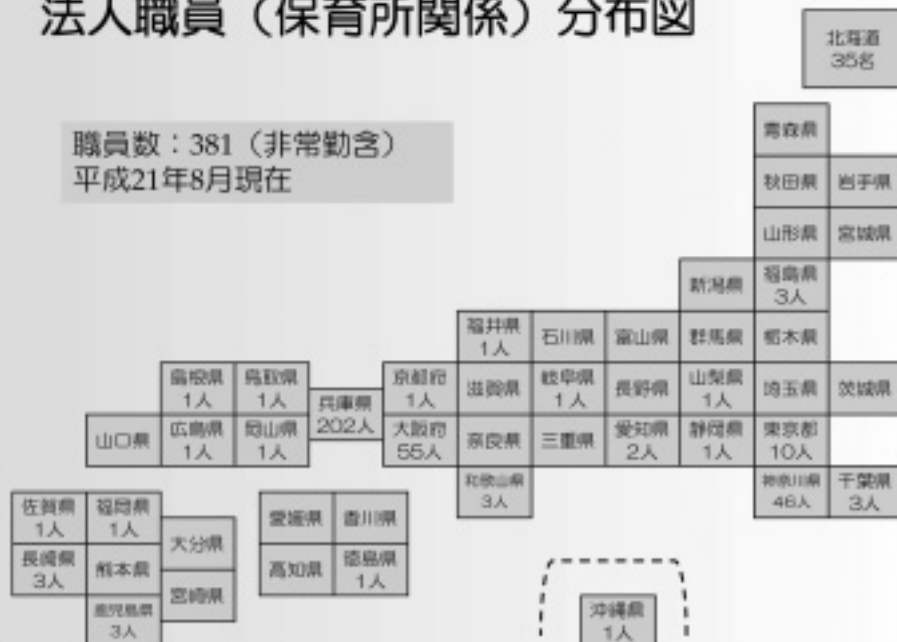 法人職員（保育所関係）分布図
北海道
35名
職員数：381（非常勤含）
平成21年8月現在
青森県
秋田県
岩手県
山形県
宮城県
新潟県
福島県
3人
福井県
1人
石川県
富山県
群馬県
栃木県
島根県
1人
鳥取県
1人
兵庫県
202人
京都府
1人
滋賀県
岐阜県
1人
長野県
山梨県
1人
埼玉県
茨城県
山口県
広島県
1人
岡山県
1人
大阪府
55人
奈良県
三重県
愛知県
2人
静岡県
1人
東京都
10人
和歌山県
3人
神奈川県
46人
千葉県
3人
佐賀県
1人
福岡県
1人
大分県
愛媛県
香川県
長崎県
3人
熊本県
宮崎県
高知県
徳島県
1人
鹿児島県
3人
沖縄県
1人